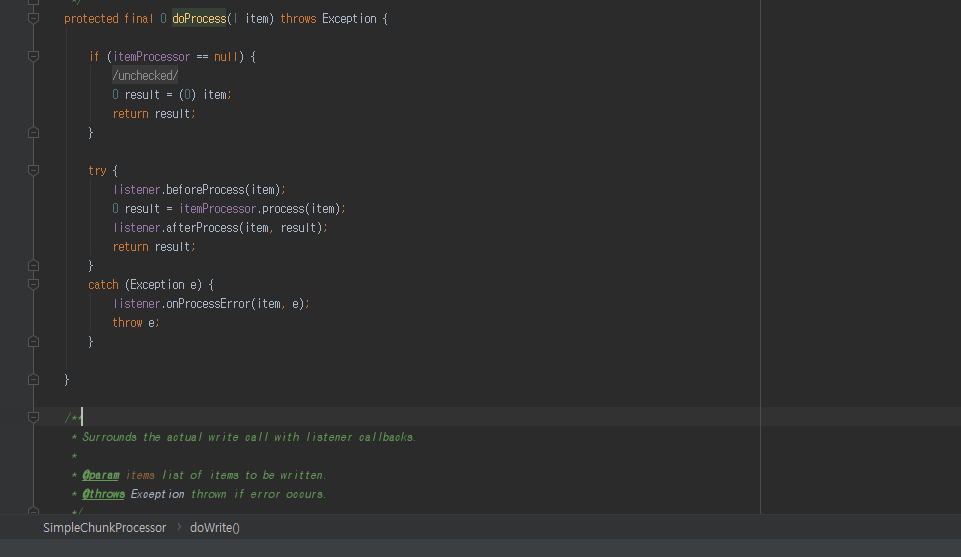 */
protected final O doProcess(I item) throws Exception {
if (itemProcessor == null) {
/unchecked/
O result = (O) item;
return result;
}
try {
listener.beforeProcess(item);
O result = itemProcessor.process(item);
listener.afterProcess(item, result);
return result;
}
catch (Exception e) {
listener.onProcessError(item, e);
throw e;
}
}
/**
* Surrounds the actual write call with listener callbacks.
*
* @param items list of items to be written.
* @throws Exception thrown if error occurs.
*/
SimpleChunkProcessor › doWrite()